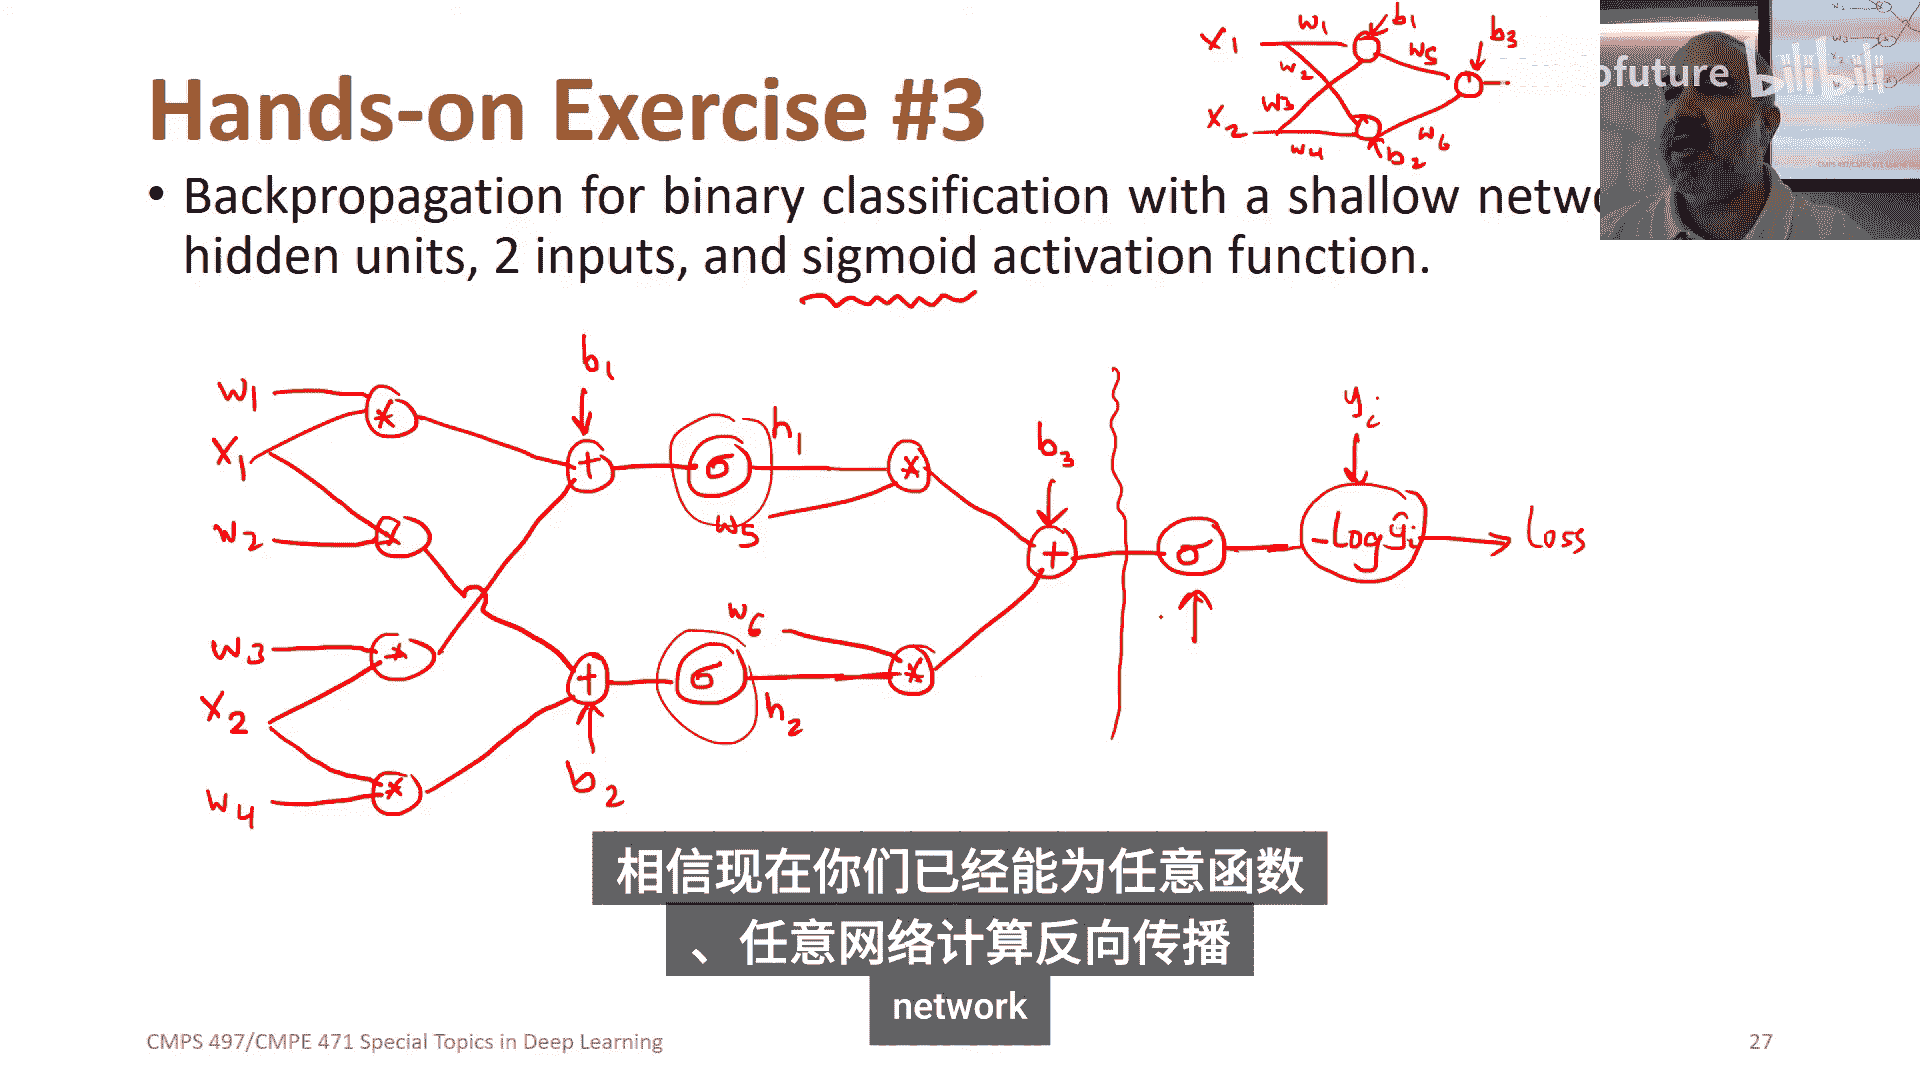 Hands-on Exercise #3
• Backpropagation for binary classification with a shallow netwo
hidden units, 2 inputs, and sigmoid activation function.
x1 w1 b1
w2 w5 b3
w3
x2 w4 b2 w6
ofuture bilibili
b1
w1 *
x1
+ σ h1 *
w5
w2 *
b3
+
σ
yi
-Log ŷi
Loss
w3 *
x2
w6
+ σ h2 *
w4 *
b2
相信现在你们已经能为任意函数
、任意网络计算反向传播
network
CMPS 497/CMPE 471 Special Topics in Deep Learning
27